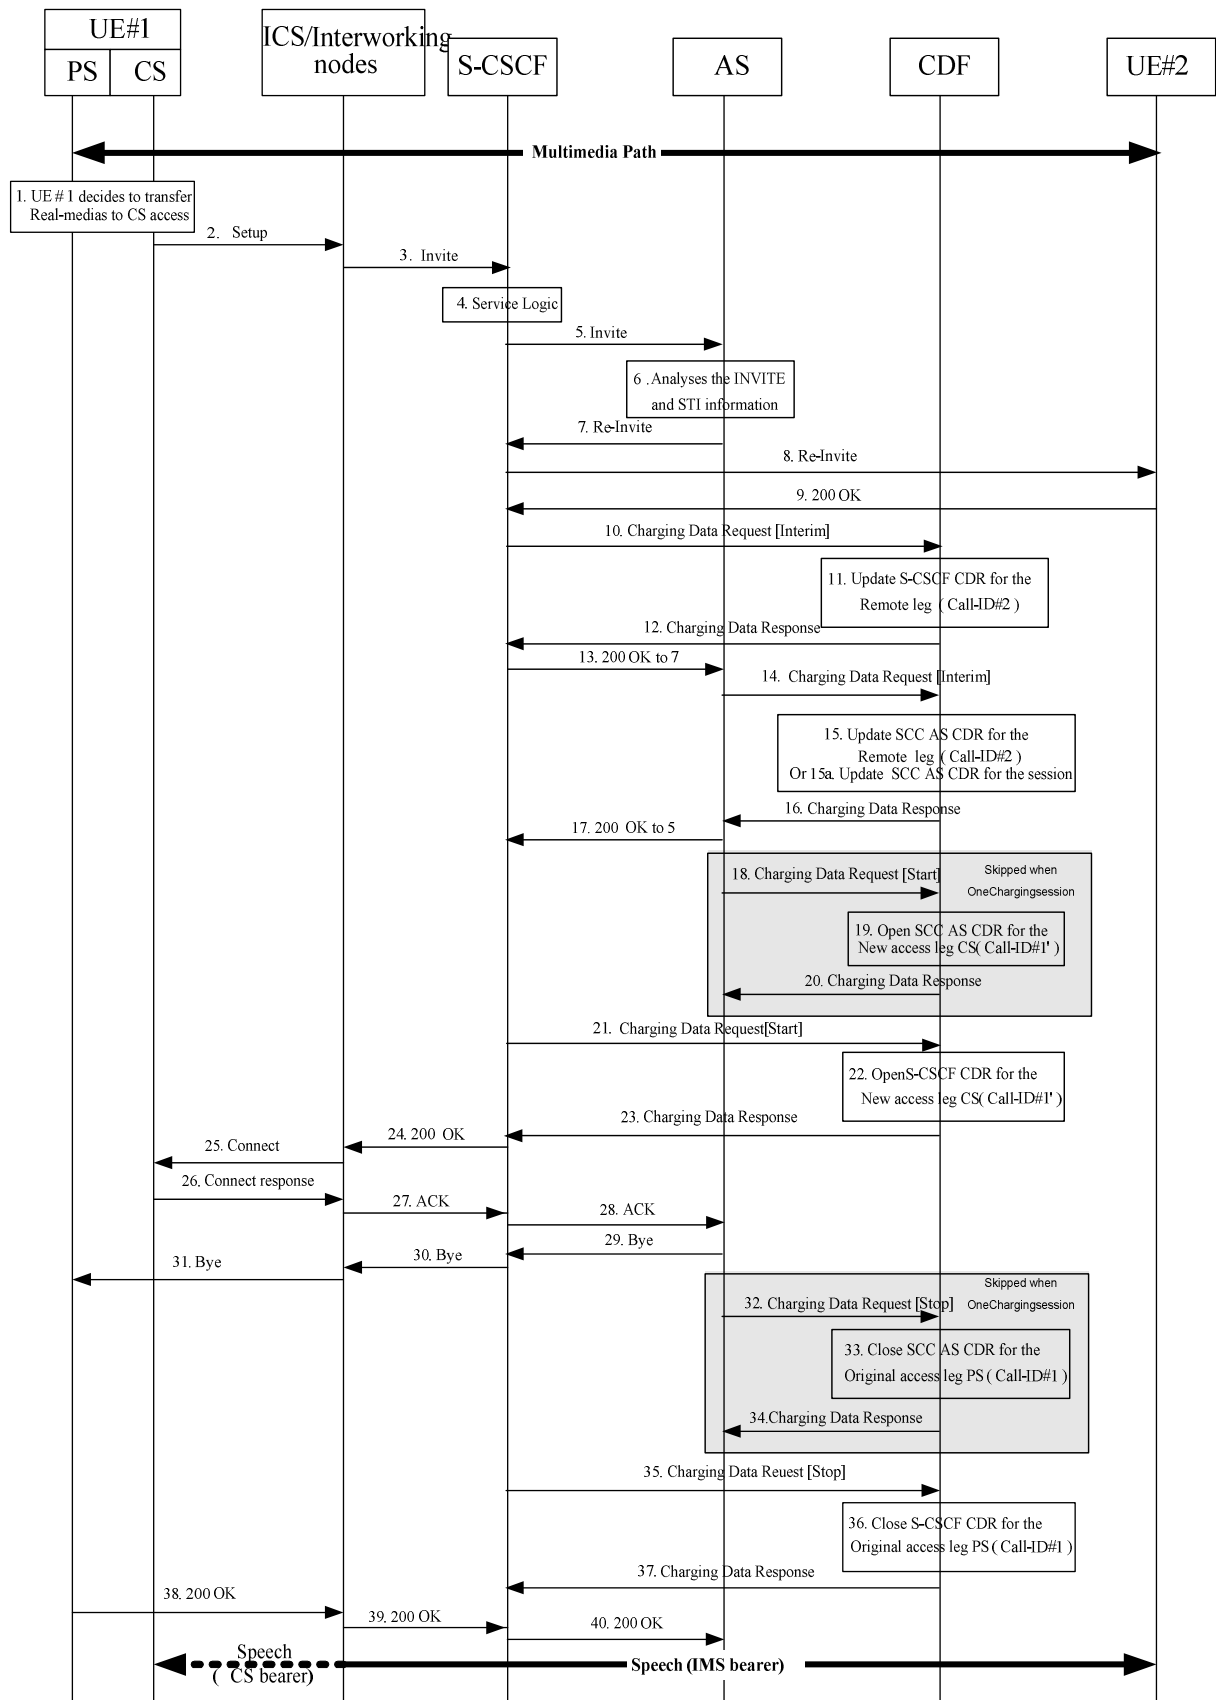 UE#1
PS
CS
ICS/Interworking
nodes
S-CSCF
AS
CDF
UE#2
Multimedia Path
1. UE # 1 decides to transfer
Real-medias to CS access
2. Setup
3. Invite
4. Service Logic
5. Invite
6 . Analyses the INVITE
and STI information
7. Re-Invite
8. Re-Invite
9. 200 OK
10. Charging Data Request [Interim]
11. Update S-CSCF CDR for the
Remote leg ( Call-ID#2 )
12. Charging Data Response
13. 200 OK to 7
14. Charging Data Request [Interim]
15. Update SCC AS CDR for the
Remote leg ( Call-ID#2 )
Or 15a. Update SCC AS CDR for the session
16. Charging Data Response
17. 200 OK to 5
18. Charging Data Request [Start]
Skipped when
OneChargingsession
19. Open SCC AS CDR for the
New access leg CS( Call-ID#1' )
20. Charging Data Response
21. Charging Data Request[Start]
22. OpenS-CSCF CDR for the
New access leg CS( Call-ID#1' )
23. Charging Data Response
24. 200 OK
25. Connect
26. Connect response
27. ACK
28. ACK
29. Bye
30. Bye
31. Bye
Skipped when
OneChargingsession
32. Charging Data Request [Stop]
33. Close SCC AS CDR for the
Original access leg PS ( Call-ID#1 )
34.Charging Data Response
35. Charging Data Reuest [Stop]
36. Close S-CSCF CDR for the
Original access leg PS ( Call-ID#1 )
37. Charging Data Response
38. 200 OK
39. 200 OK
40. 200 OK
Speech
( CS bearer)
Speech (IMS bearer)